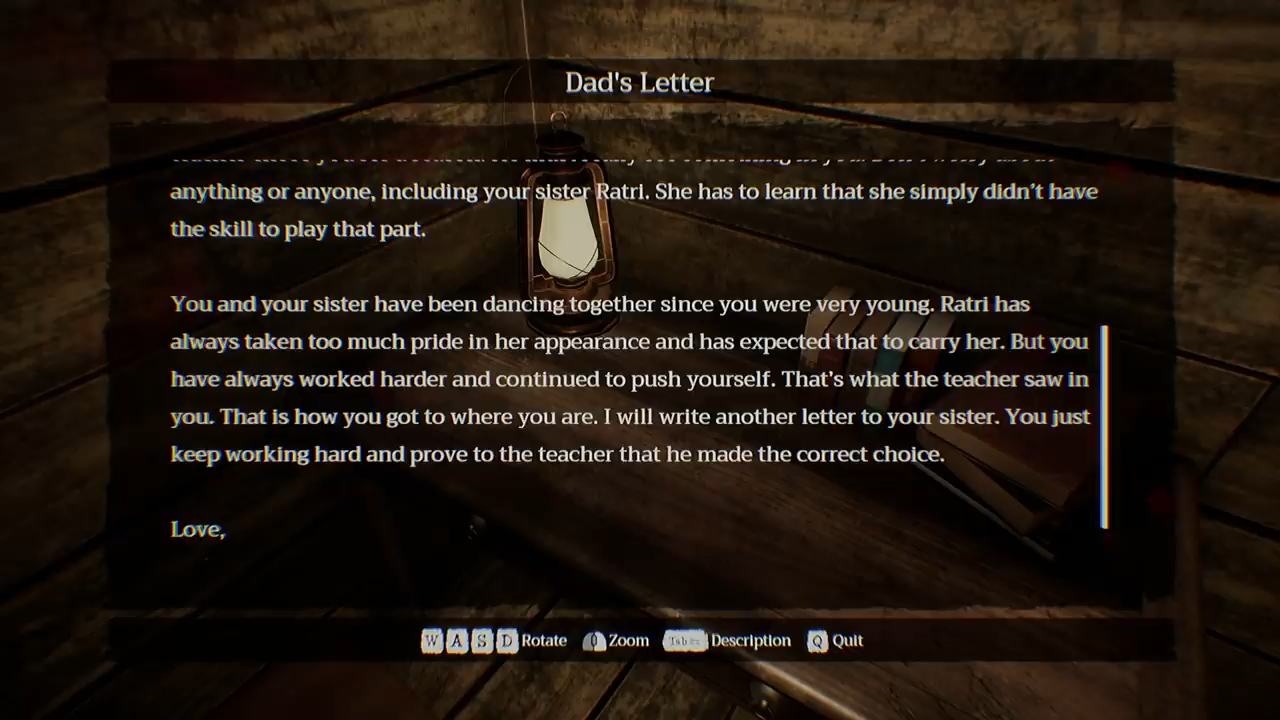 Dad's Letter
anything or anyone, including your sister Ratri. She has to learn that she simply didn't have
the skill to play that part.
You and your sister have been dancing together since you were very young. Ratri has
always taken too much pride in her appearance and has expected that to carry her. But you
have always worked harder and continued to push yourself. That's what the teacher saw in
you. That is how you got to where you are. I will write another letter to your sister. You just
keep working hard and prove to the teacher that he made the correct choice.
Love,
W A S D Rotate Zoom Tab Description Q Quit